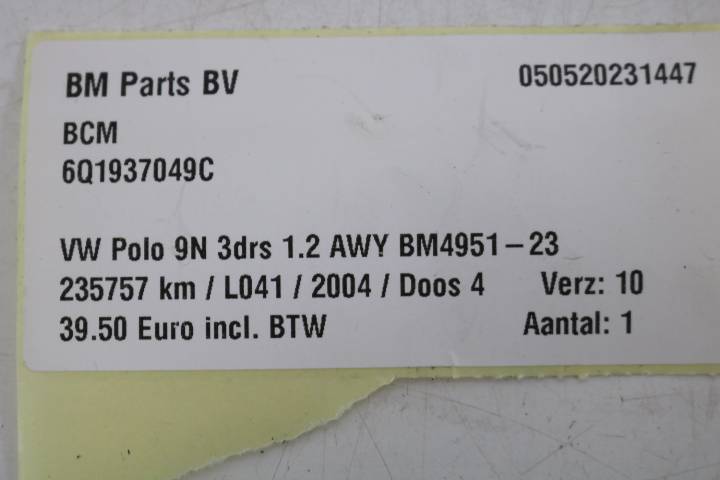 BM Parts BV 050520231447
BCM
6Q1937049C
VW Polo 9N 3drs 1.2 AWY BM4951-23
235757 km / L041 / 2004 / Doos 4 Verz: 10
39.50 Euro incl. BTW Aantal: 1